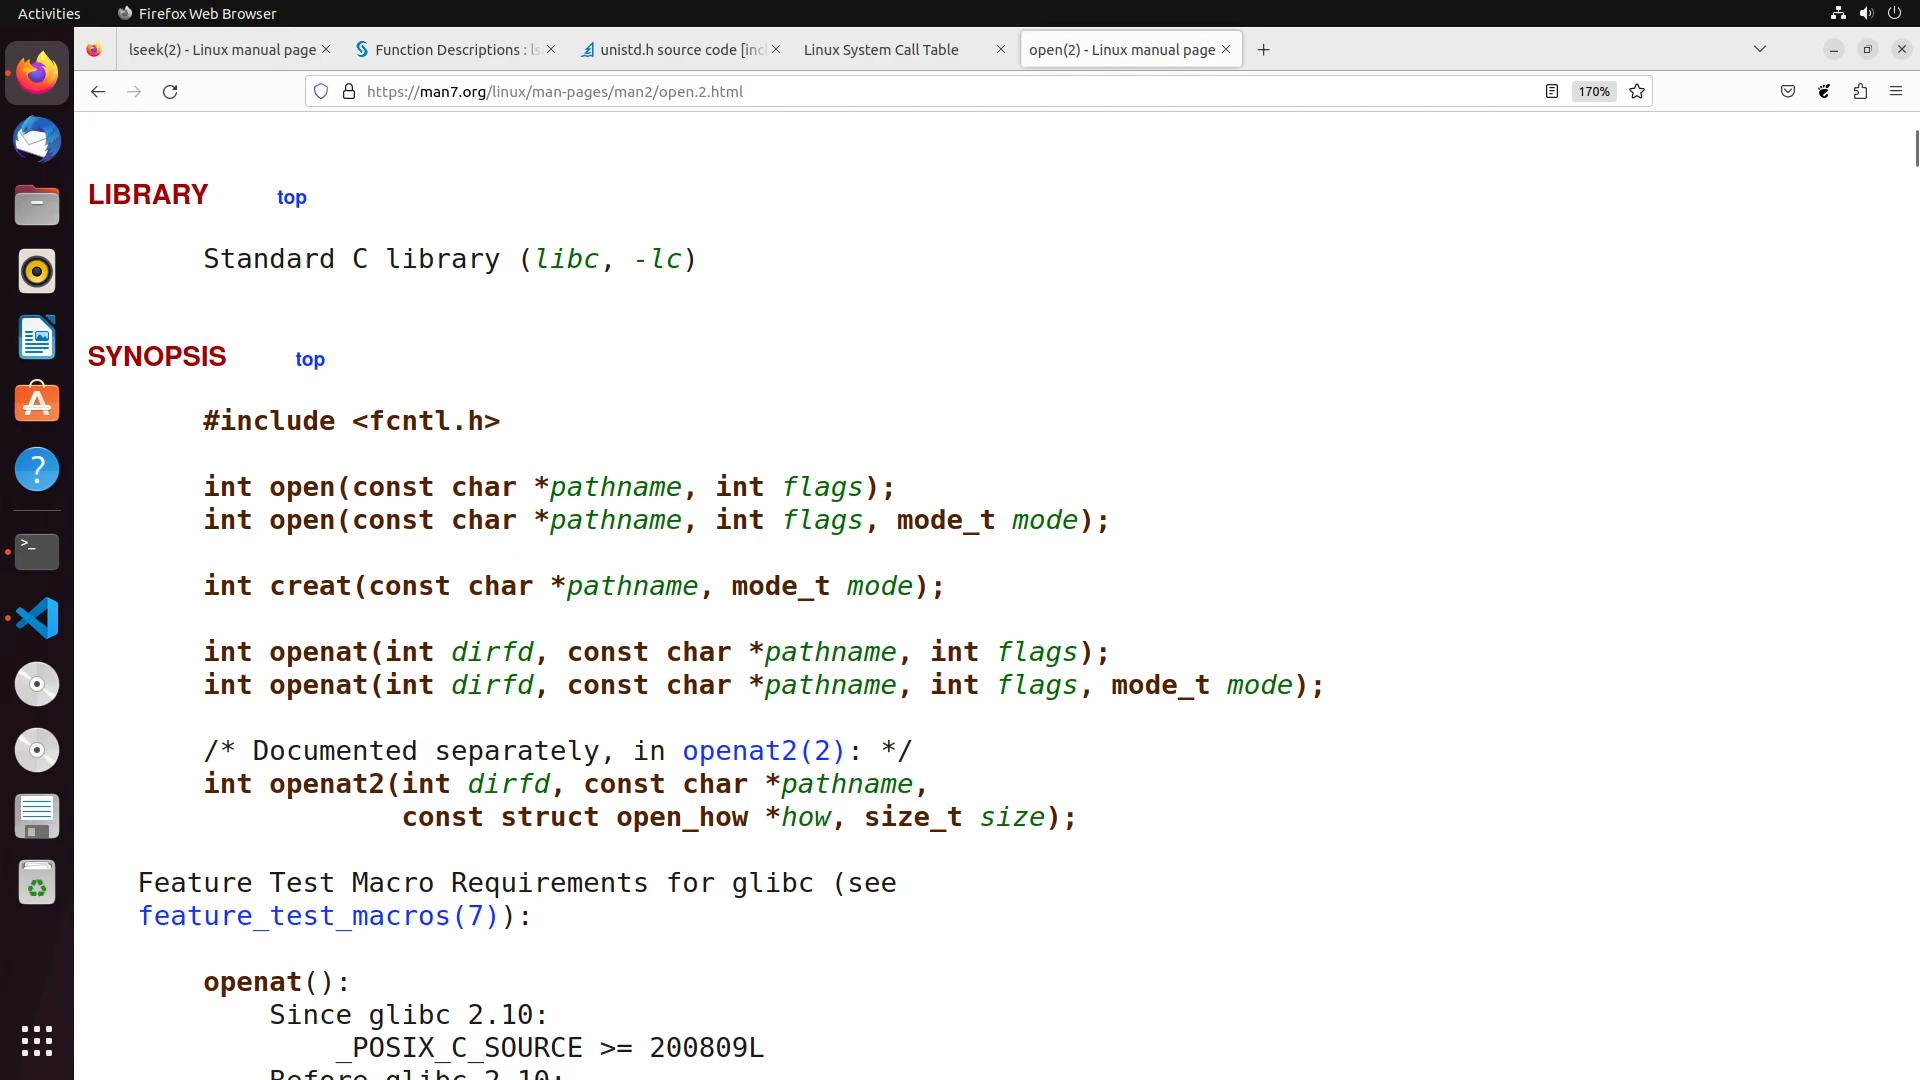 Activities
Firefox Web Browser
lseek(2) - Linux manual page
Function Descriptions : ls
unistd.h source code [incl
Linux System Call Table
open(2) - Linux manual page
https://man7.org/linux/man-pages/man2/open.2.html
170%
LIBRARY top
Standard C library (libc, -lc)
SYNOPSIS top
#include <fcntl.h>
int open(const char *pathname, int flags);
int open(const char *pathname, int flags, mode_t mode);
int creat(const char *pathname, mode_t mode);
int openat(int dirfd, const char *pathname, int flags);
int openat(int dirfd, const char *pathname, int flags, mode_t mode);
/* Documented separately, in openat2(2): */
int openat2(int dirfd, const char *pathname,
const struct open_how *how, size_t size);
Feature Test Macro Requirements for glibc (see
feature_test_macros(7)):
openat():
Since glibc 2.10:
_POSIX_C_SOURCE >= 200809L
Before glibc 2.10: